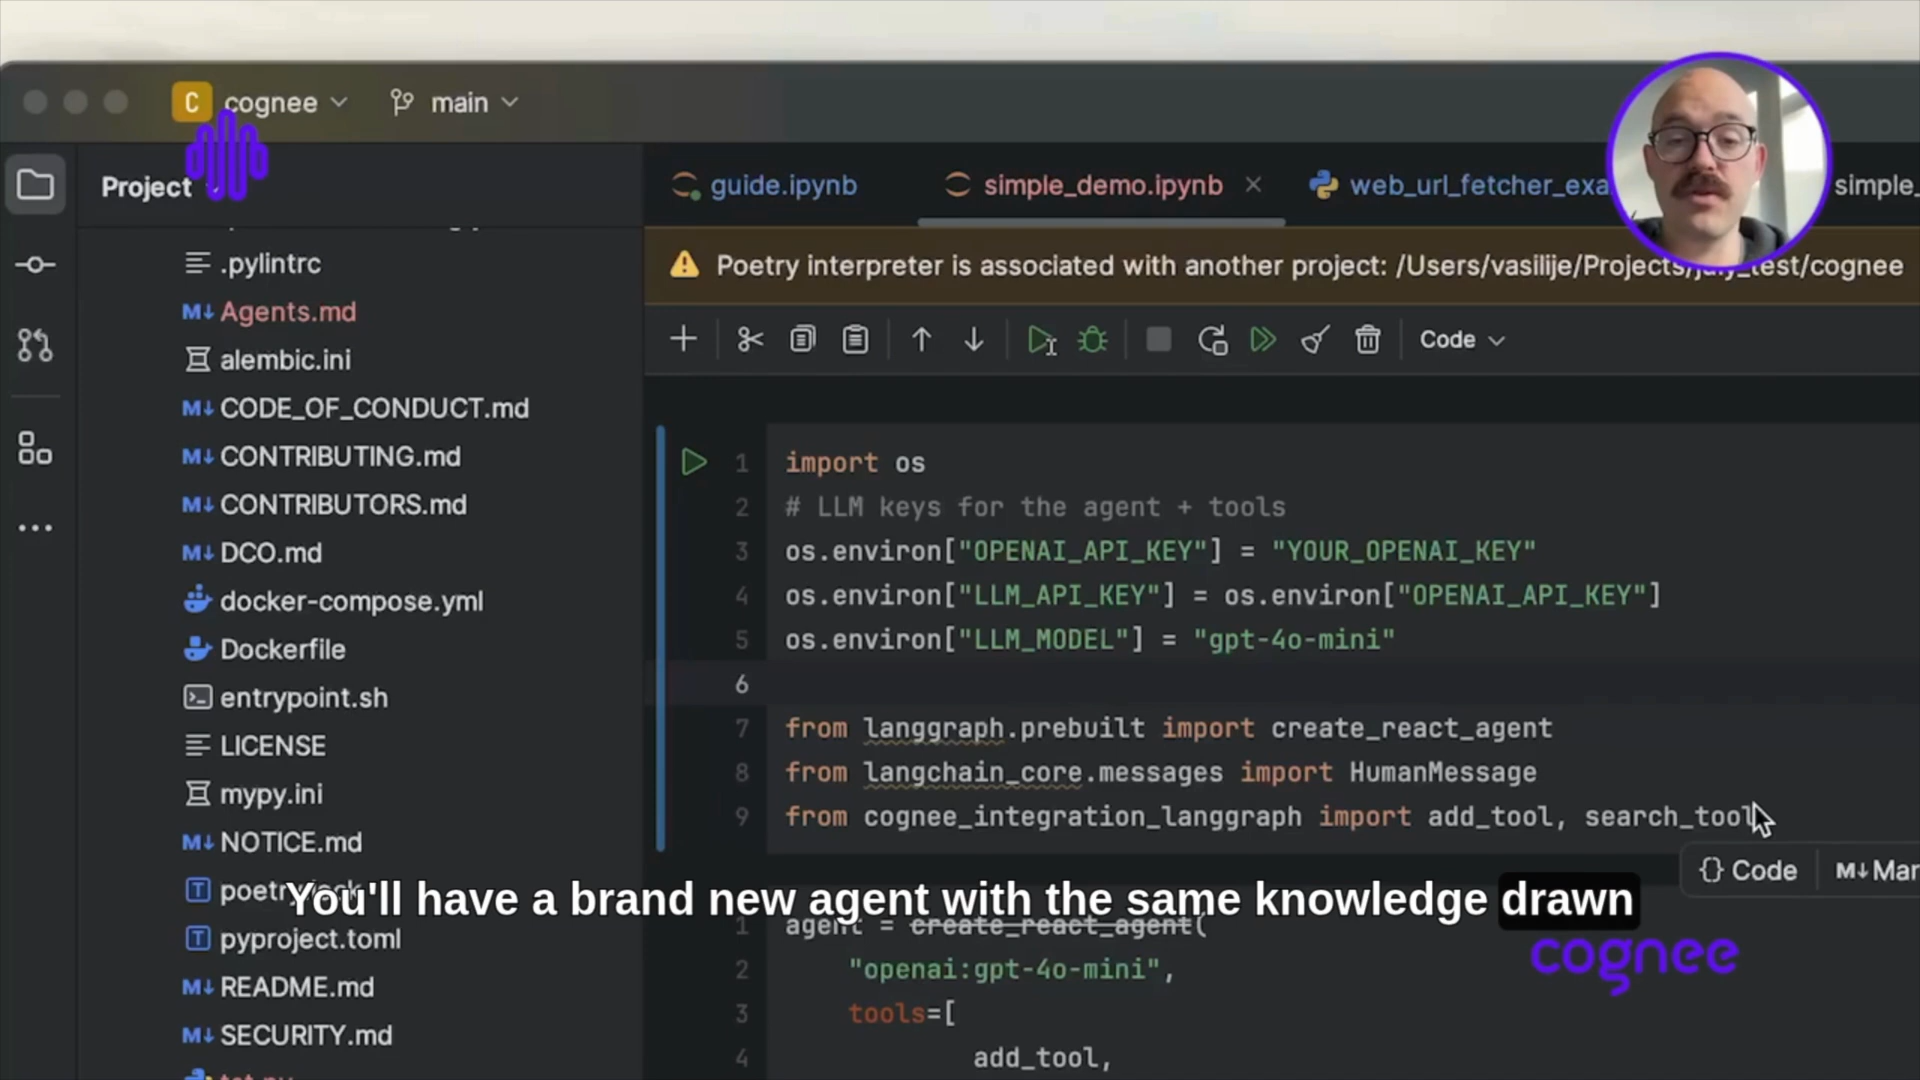 C cognee main
Project
guide.ipynb simple_demo.ipynb web_url_fetcher_exa simple_
Poetry interpreter is associated with another project: /Users/vasilije/Projects/july_test/cognee
Code
.pylintrc
Agents.md
alembic.ini
CODE_OF_CONDUCT.md
CONTRIBUTING.md
CONTRIBUTORS.md
DCO.md
docker-compose.yml
Dockerfile
entrypoint.sh
LICENSE
mypy.ini
NOTICE.md
poetry.lock
pyproject.toml
README.md
SECURITY.md
1 import os
2 # LLM keys for the agent + tools
3 os.environ["OPENAI_API_KEY"] = "YOUR_OPENAI_KEY"
4 os.environ["LLM_API_KEY"] = os.environ["OPENAI_API_KEY"]
5 os.environ["LLM_MODEL"] = "gpt-4o-mini"
6
7 from langgraph.prebuilt import create_react_agent
8 from langchain_core.messages import HumanMessage
9 from cognee_integration_langgraph import add_tool, search_tool
{} Code M↓ Mar
You'll have a brand new agent with the same knowledge drawn
1 agent = create_react_agent(
2 "openai:gpt-4o-mini",
3 tools=[
4 add_tool,
cognee